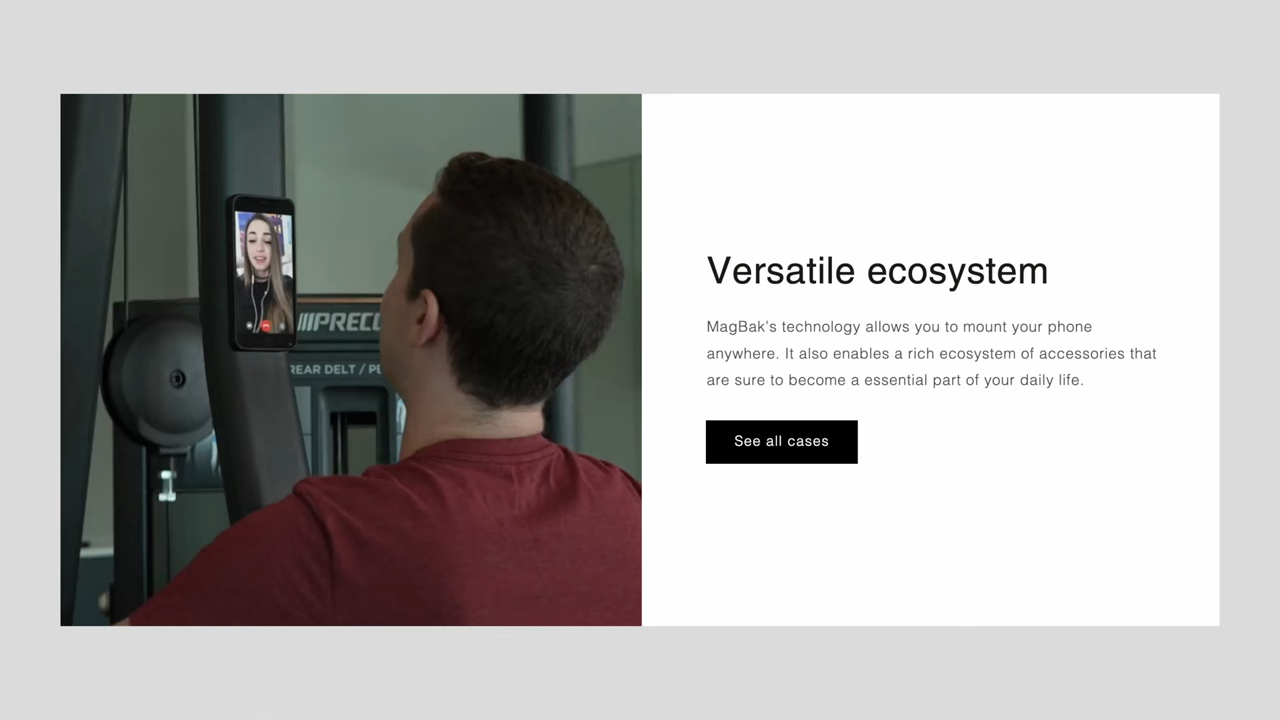 REAR DELT /
Versatile ecosystem
MagBak's technology allows you to mount your phone
anywhere. It also enables a rich ecosystem of accessories that
are sure to become a essential part of your daily life.
See all cases